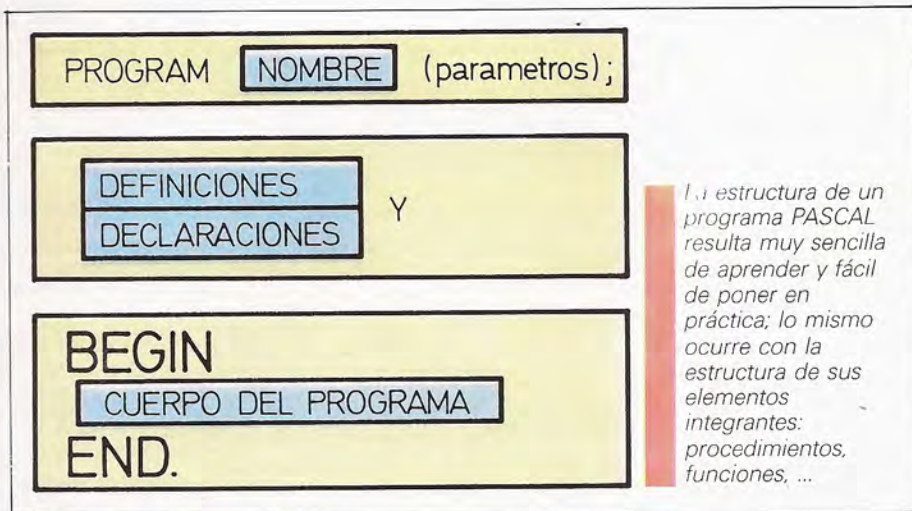 PROGRAM NOMBRE (parametros);
DEFINICIONES
Y
DECLARACIONES
BEGIN
CUERPO DEL PROGRAMA
END.
La estructura de un
programa PASCAL
resulta muy sencilla
de aprender y fácil
de poner en
práctica; lo mismo
ocurre con la
estructura de sus
elementos
integrantes:
procedimientos,
funciones, ...